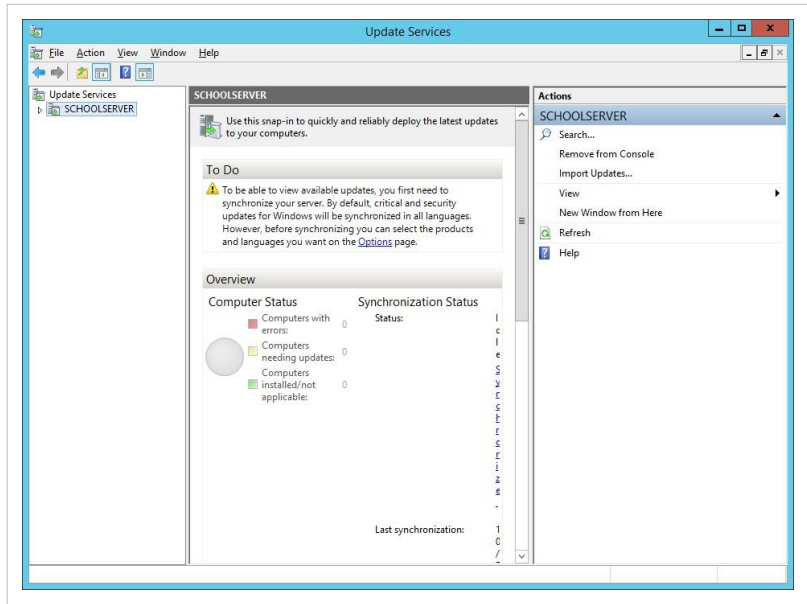 Update Services
File Action View Window Help
Update Services
SCHOOLSERVER
SCHOOLSERVER
Use this snap-in to quickly and reliably deploy the latest updates
to your computers.
To Do
To be able to view available updates, you first need to
synchronize your server. By default, critical and security
updates for Windows will be synchronized in all languages.
However, before synchronizing you can select the products
and languages you want on the Options page.
Overview
Computer Status
Computers with
errors:
0
Computers
needing updates:
0
Computers
installed/not
applicable:
0
Synchronization Status
Status:
I
d
l
e
S
y
n
c
h
r
o
n
i
z
e
Last synchronization:
1
0
/
Actions
SCHOOLSERVER
Search...
Remove from Console
Import Updates...
View
New Window from Here
Refresh
Help